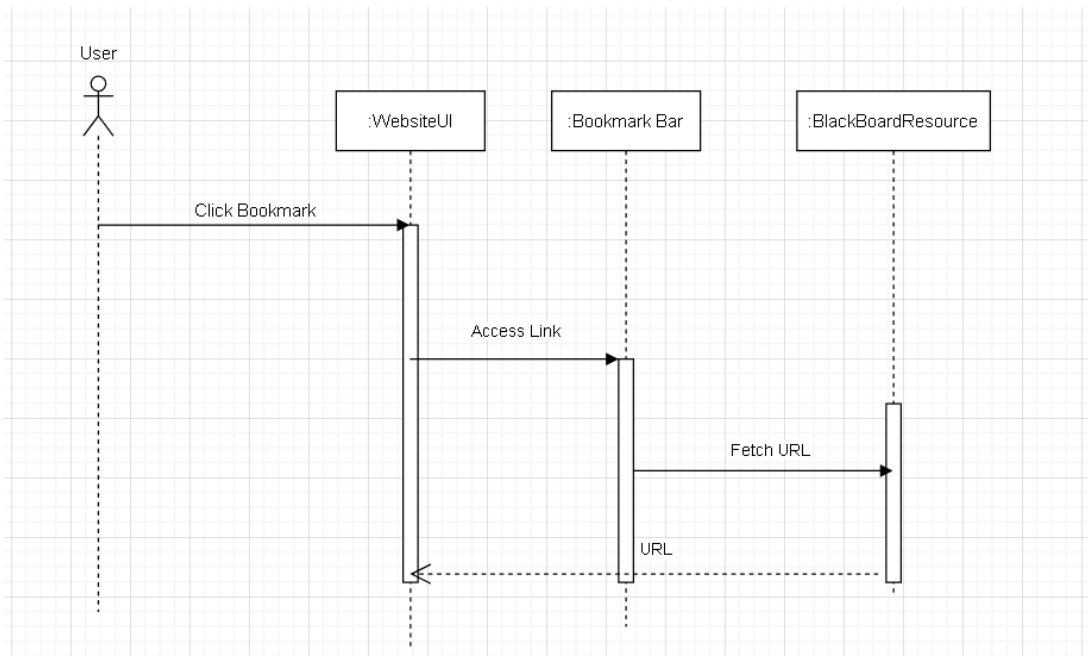 User
:WebsiteUI
:Bookmark Bar
:BlackBoardResource
Click Bookmark
Access Link
Fetch URL
URL